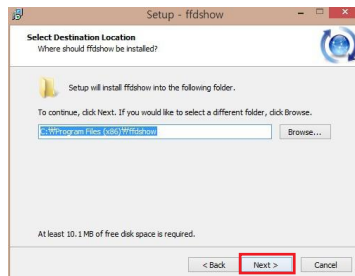 Setup - ffdshow
Select Destination Location
Where should ffdshow be installed?
Setup will install ffdshow into the following folder.
To continue, click Next. If you would like to select a different folder, click Browse.
C:₩Program Files (x86)₩ffdshow
Browse...
At least 10.1 MB of free disk space is required.
< Back
Next >
Cancel